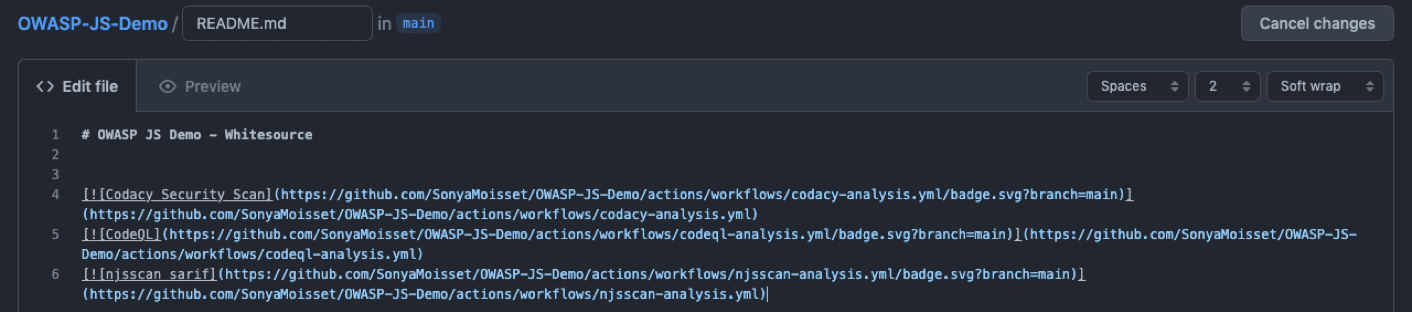 OWASP-JS-Demo / README.md in main Cancel changes
<> Edit file Preview Spaces 2 Soft wrap
1 # OWASP JS Demo - Whitesource
2
3
4 [![Codacy Security Scan](https://github.com/SonyaMoisset/OWASP-JS-Demo/actions/workflows/codacy-analysis.yml/badge.svg?branch=main)]
(https://github.com/SonyaMoisset/OWASP-JS-Demo/actions/workflows/codacy-analysis.yml)
5 [![CodeQL](https://github.com/SonyaMoisset/OWASP-JS-Demo/actions/workflows/codeql-analysis.yml/badge.svg?branch=main)](https://github.com/SonyaMoisset/OWASP-JS-
Demo/actions/workflows/codeql-analysis.yml)
6 [![njsscan sarif](https://github.com/SonyaMoisset/OWASP-JS-Demo/actions/workflows/njsscan-analysis.yml/badge.svg?branch=main)]
(https://github.com/SonyaMoisset/OWASP-JS-Demo/actions/workflows/njsscan-analysis.yml)